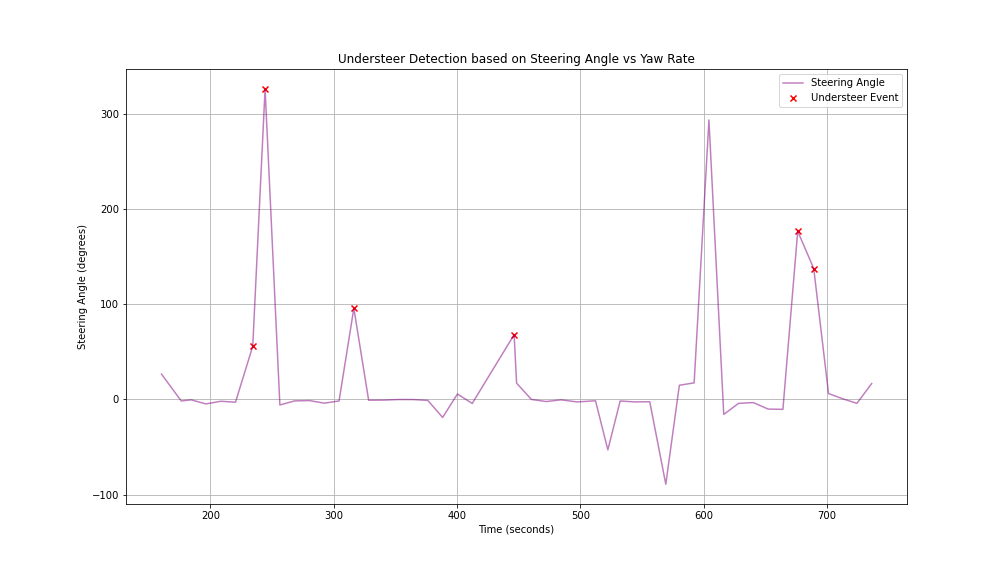 Understeer Detection based on Steering Angle vs Yaw Rate
Steering Angle
Understeer Event
300
200
100
0
−100
Steering Angle (degrees)
200 300 400 500 600 700
Time (seconds)